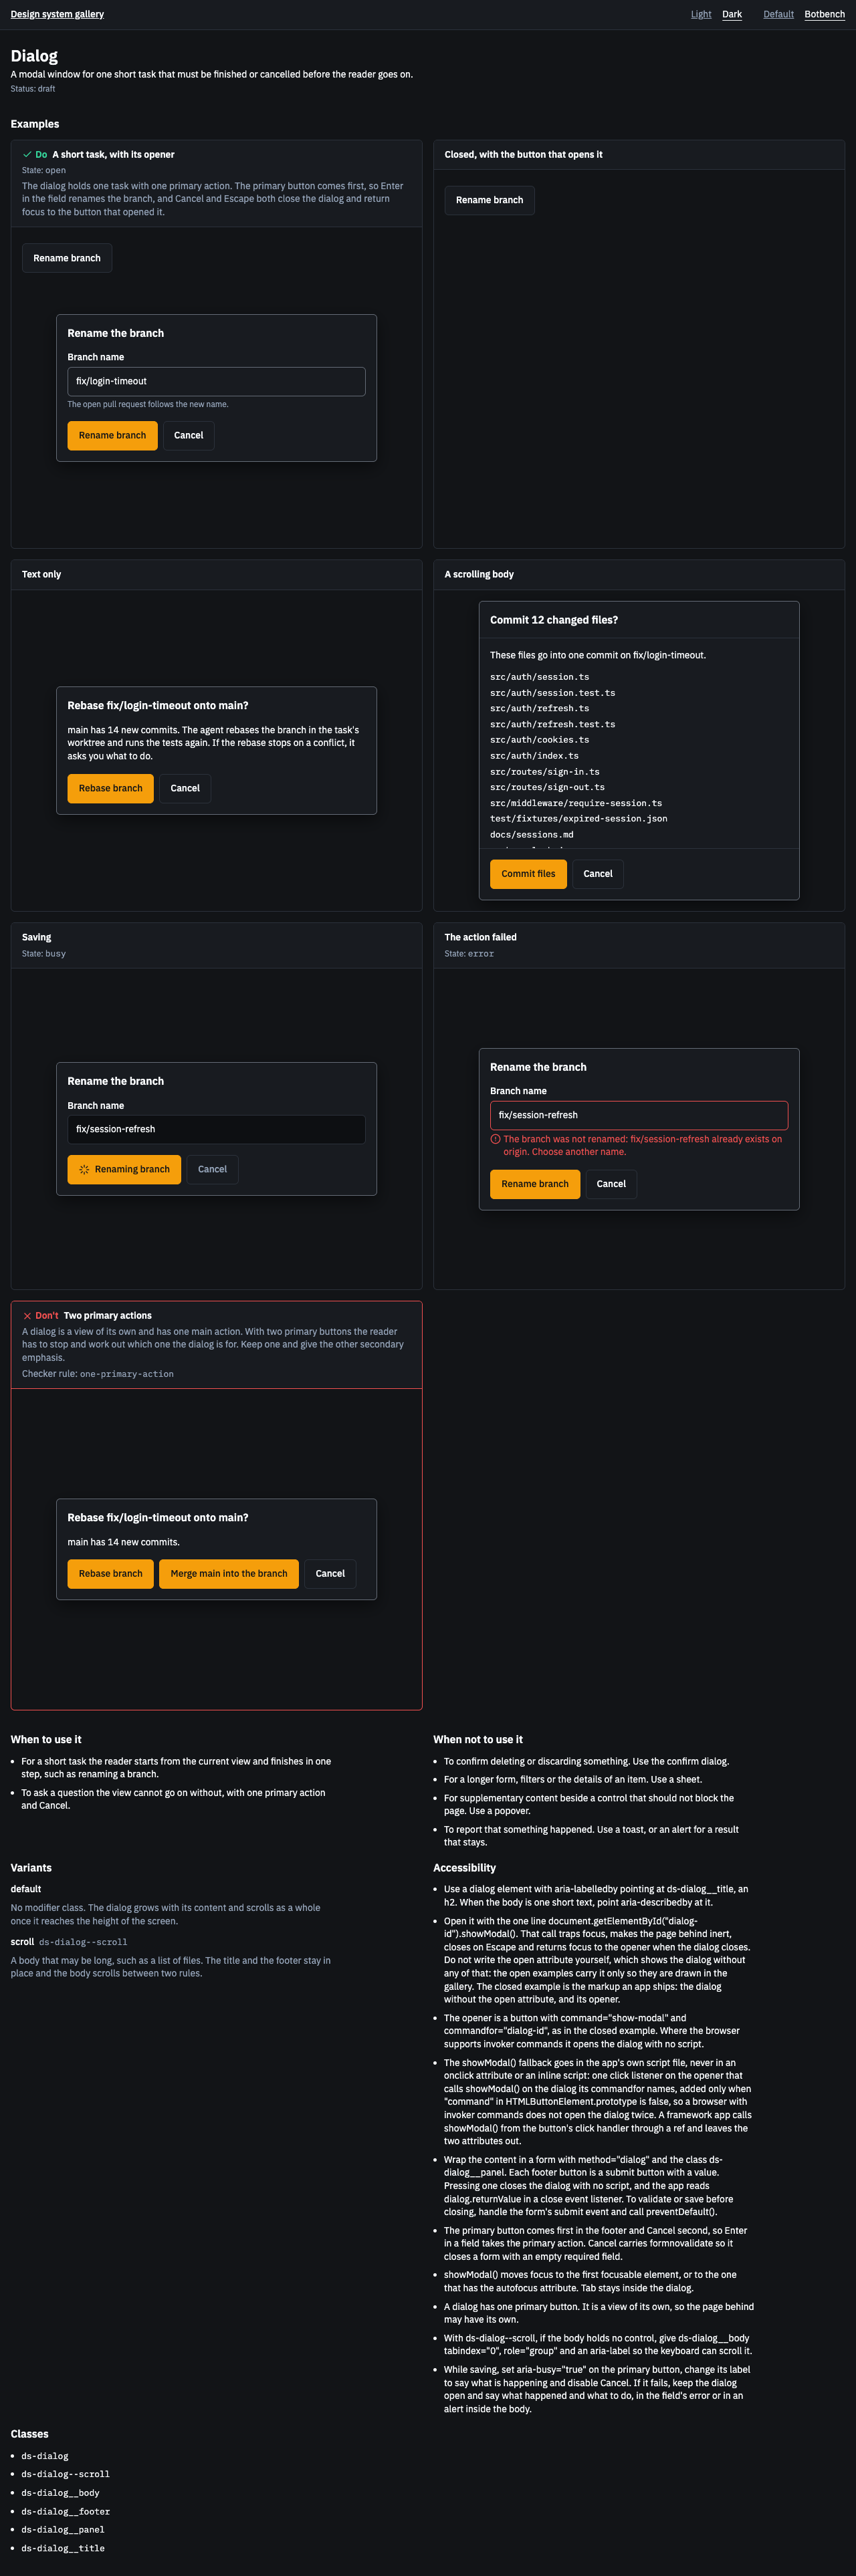 Design system gallery
Light Dark Default Botbench
Dialog
A modal window for one short task that must be finished or cancelled before the reader goes on.
Status: draft
Examples
Do A short task, with its opener
State: open
The dialog holds one task with one primary action. The primary button comes first, so Enter
in the field renames the branch, and Cancel and Escape both close the dialog and return
focus to the button that opened it.
Rename branch
Rename the branch
Branch name
fix/login-timeout
The open pull request follows the new name.
Rename branch Cancel
Closed, with the button that opens it
Rename branch
Text only
Rebase fix/login-timeout onto main?
main has 14 new commits. The agent rebases the branch in the task's
worktree and runs the tests again. If the rebase stops on a conflict, it
asks you what to do.
Rebase branch Cancel
A scrolling body
Commit 12 changed files?
These files go into one commit on fix/login-timeout.
src/auth/session.ts
src/auth/session.test.ts
src/auth/refresh.ts
src/auth/refresh.test.ts
src/auth/cookies.ts
src/auth/index.ts
src/routes/sign-in.ts
src/routes/sign-out.ts
src/middleware/require-session.ts
test/fixtures/expired-session.json
docs/sessions.md
Commit files Cancel
Saving
State: busy
Rename the branch
Branch name
fix/session-refresh
Renaming branch Cancel
The action failed
State: error
Rename the branch
Branch name
fix/session-refresh
The branch was not renamed: fix/session-refresh already exists on
origin. Choose another name.
Rename branch Cancel
Don't Two primary actions
A dialog is a view of its own and has one main action. With two primary buttons the reader
has to stop and work out which one the dialog is for. Keep one and give the other secondary
emphasis.
Checker rule: one-primary-action
Rebase fix/login-timeout onto main?
main has 14 new commits.
Rebase branch Merge main into the branch Cancel
When to use it
• For a short task the reader starts from the current view and finishes in one
step, such as renaming a branch.
• To ask a question the view cannot go on without, with one primary action
and Cancel.
When not to use it
• To confirm deleting or discarding something. Use the confirm dialog.
• For a longer form, filters or the details of an item. Use a sheet.
• For supplementary content beside a control that should not block the
page. Use a popover.
• To report that something happened. Use a toast, or an alert for a result
that stays.
Variants
default
No modifier class. The dialog grows with its content and scrolls as a whole
once it reaches the height of the screen.
scroll ds-dialog--scroll
A body that may be long, such as a list of files. The title and the footer stay in
place and the body scrolls between two rules.
Accessibility
• Use a dialog element with aria-labelledby pointing at ds-dialog__title, an
h2. When the body is one short text, point aria-describedby at it.
• Open it with the one line document.getElementById("dialog-
id").showModal(). That call traps focus, makes the page behind inert,
closes on Escape and returns focus to the opener when the dialog closes.
Do not write the open attribute yourself, which shows the dialog without
any of that: the open examples carry it only so they are drawn in the
gallery. The closed example is the markup an app ships: the dialog
without the open attribute, and its opener.
• The opener is a button with command="show-modal" and
commandfor="dialog-id", as in the closed example. Where the browser
supports invoker commands it opens the dialog with no script.
• The showModal() fallback goes in the app's own script file, never in an
onclick attribute or an inline script: one click listener on the opener that
calls showModal() on the dialog its commandfor names, added only when
"command" in HTMLButtonElement.prototype is false, so a browser with
invoker commands does not open the dialog twice. A framework app calls
showModal() from the button's click handler through a ref and leaves the
two attributes out.
• Wrap the content in a form with method="dialog" and the class ds-
dialog__panel. Each footer button is a submit button with a value.
Pressing one closes the dialog with no script, and the app reads
dialog.returnValue in a close event listener. To validate or save before
closing, handle the form's submit event and call preventDefault().
• The primary button comes first in the footer and Cancel second, so Enter
in a field takes the primary action. Cancel carries formnovalidate so it
closes a form with an empty required field.
• showModal() moves focus to the first focusable element, or to the one
that has the autofocus attribute. Tab stays inside the dialog.
• A dialog has one primary button. It is a view of its own, so the page behind
may have its own.
• With ds-dialog--scroll, if the body holds no control, give ds-dialog__body
tabindex="0", role="group" and an aria-label so the keyboard can scroll it.
• While saving, set aria-busy="true" on the primary button, change its label
to say what is happening and disable Cancel. If it fails, keep the dialog
open and say what happened and what to do, in the field's error or in an
alert inside the body.
Classes
• ds-dialog
• ds-dialog--scroll
• ds-dialog__body
• ds-dialog__footer
• ds-dialog__panel
• ds-dialog__title